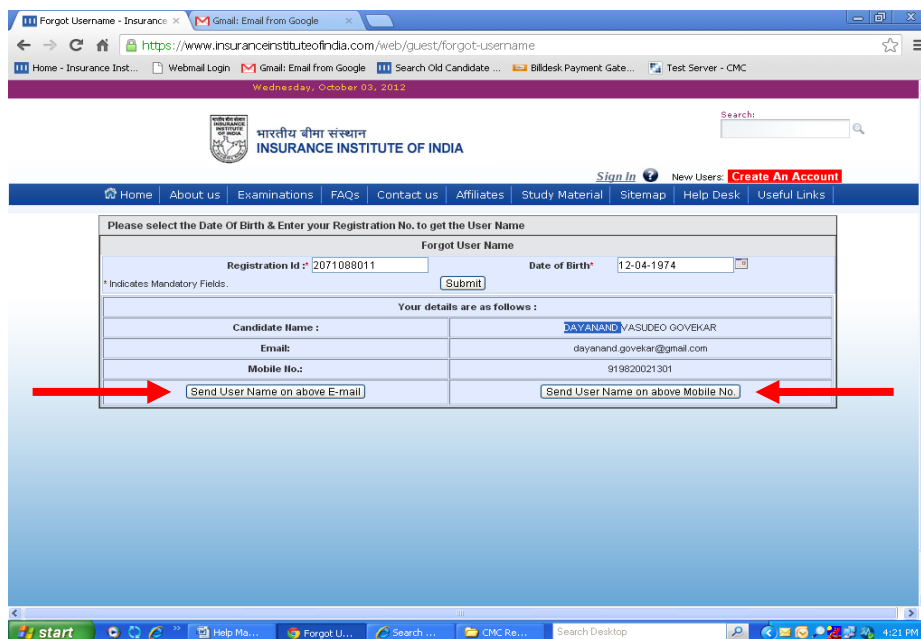 Forgot Username - Insurance
Gmail: Email from Google
https://www.insuranceinstituteofindia.com/web/guest/forgot-username
Home - Insurance Inst... Webmail Login Gmail: Email from Google Search Old Candidate ... Billdesk Payment Gate... Test Server - CMC
Wednesday, October 03, 2012
Search:
भारतीय बीमा संस्थान
INSURANCE INSTITUTE OF INDIA
Sign In ? New Users: Create An Account
Home About us Examinations FAQs Contact us Affiliates Study Material Sitemap Help Desk Useful Links
Please select the Date Of Birth & Enter your Registration No. to get the User Name
Forgot User Name
Registration Id :* 2071088011 Date of Birth* 12-04-1974
* Indicates Mandatory Fields. Submit
Your details are as follows :
Candidate Name : DAYANAND VASUDEO GOVEKAR
Email: dayanand.govekar@gmail.com
Mobile No.: 919820021301
Send User Name on above E-mail Send User Name on above Mobile No.
start Help Ma... Forgot U... Search ... CMC Re... Search Desktop 4:21 PM